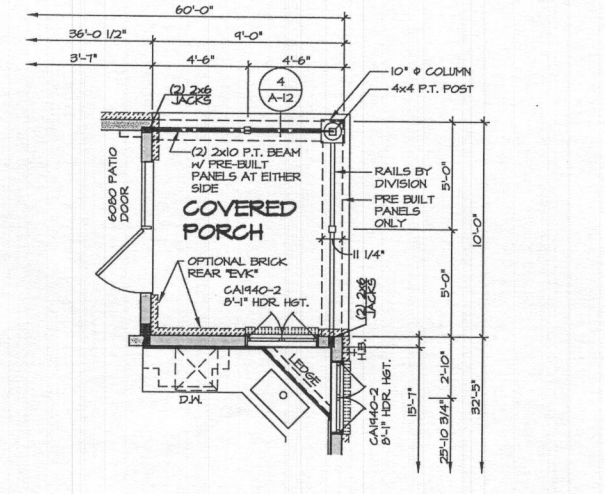 60'-0"
36'-0 1/2"
9'-0"
3'-7"
4'-6"
4'-6"
4
A-12
10" ϕ COLUMN
4x4 P.T. POST
(2) 2x6
JACKS
(2) 2x10 P.T. BEAM
W/ PRE-BUILT
PANELS AT EITHER
SIDE
RAILS BY
DIVISION
PRE BUILT
PANELS
ONLY
6080 PATIO
DOOR
COVERED
PORCH
5'-0"
10'-0"
11 1/4"
OPTIONAL BRICK
REAR "EVK"
CA1940-2
8'-1" HDR. HGT.
(2) 2x6
JACKS
5'-0"
H.B.
LEDGE
D.W.
CA1940-2
8'-1" HDR. HGT.
15'-7"
2'-10"
25'-10 3/4"
32'-5"